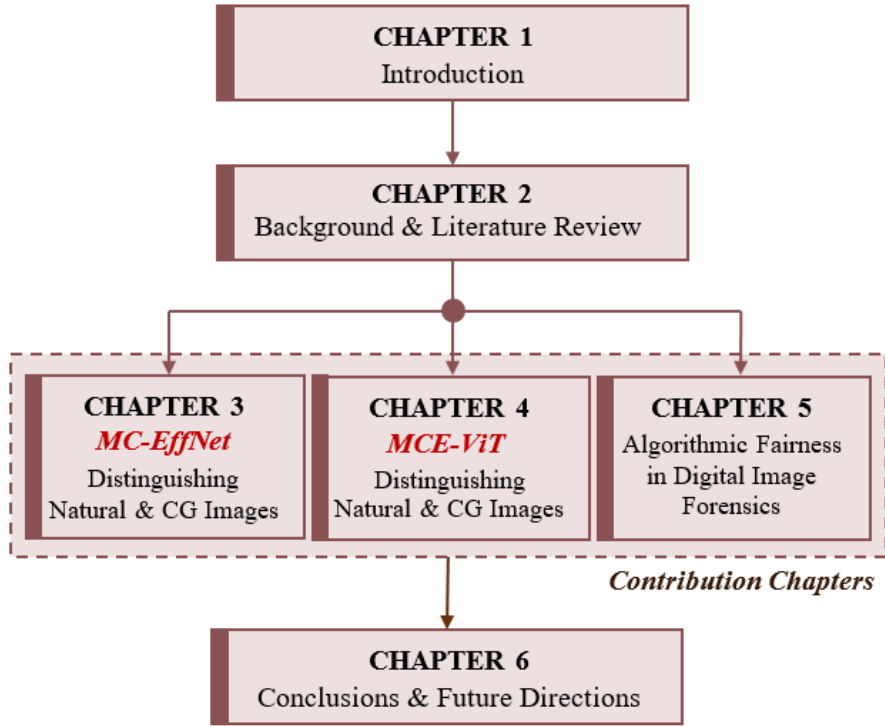 CHAPTER 1
Introduction
CHAPTER 2
Background & Literature Review
CHAPTER 3
MC-EffNet
Distinguishing
Natural & CG Images
CHAPTER 4
MCE-ViT
Distinguishing
Natural & CG Images
CHAPTER 5
Algorithmic Fairness
in Digital Image
Forensics
Contribution Chapters
CHAPTER 6
Conclusions & Future Directions